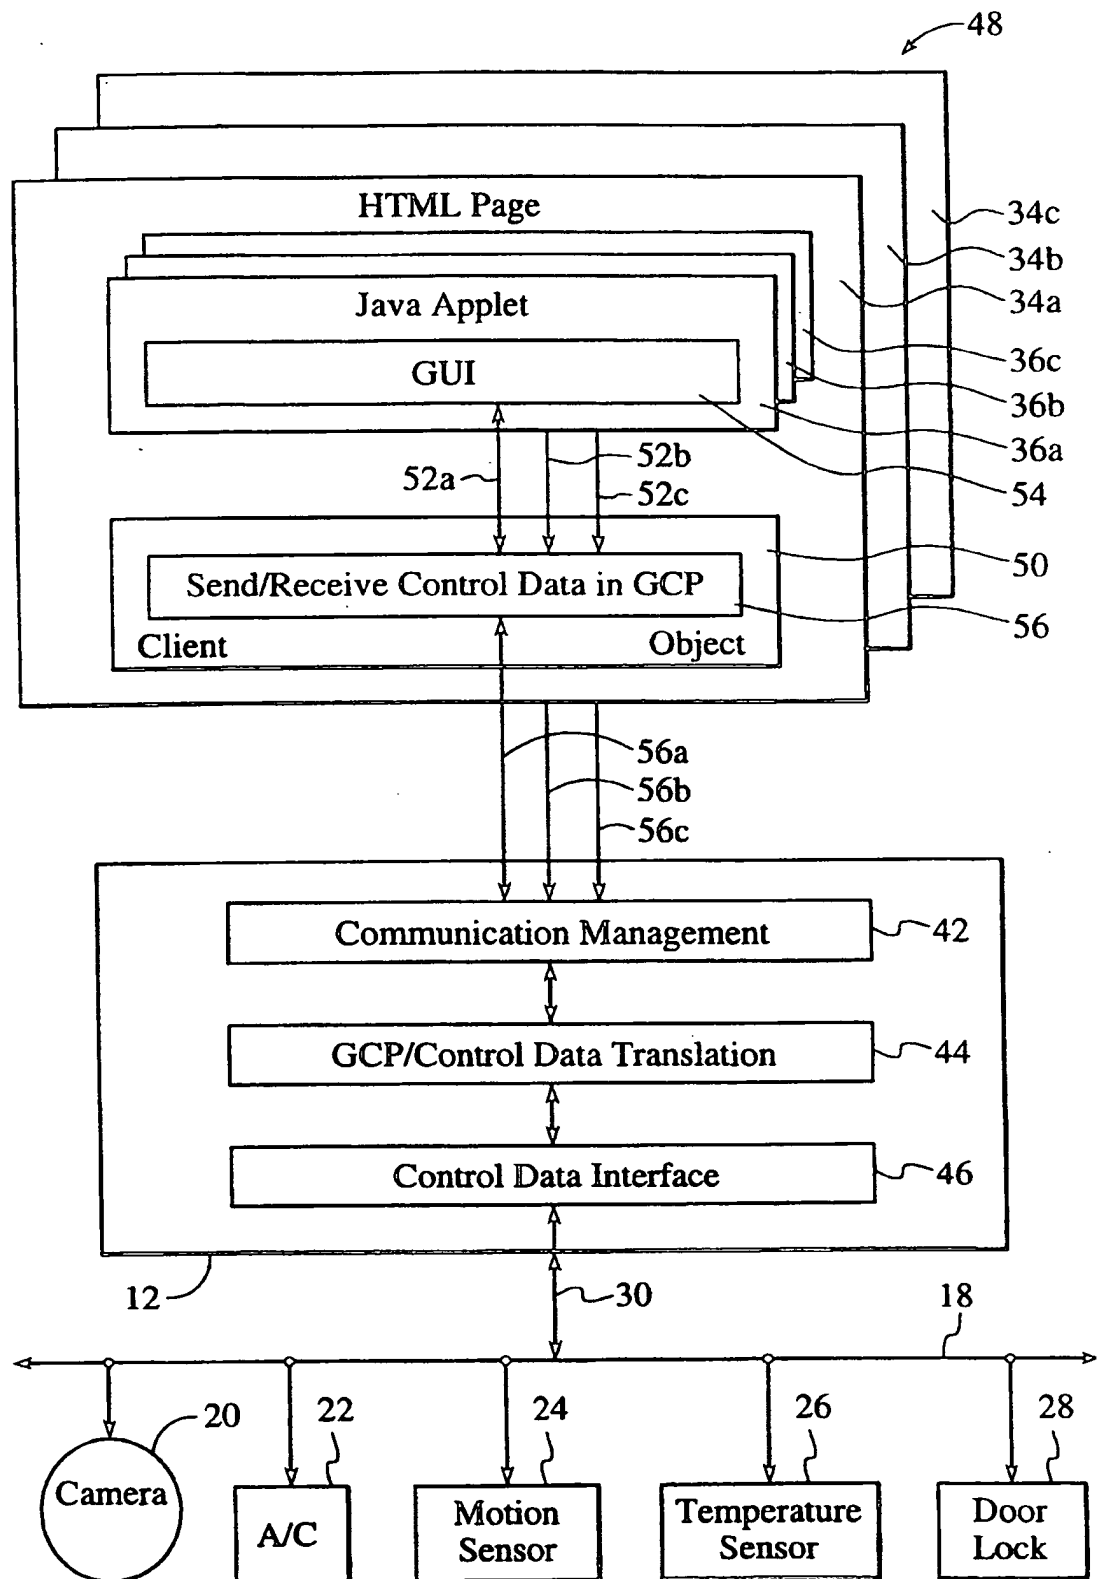 48
HTML Page
34c
34b
34a
Java Applet
36c
GUI
36b
36a
52a
52b
54
52c
50
Send/Receive Control Data in GCP
56
Client Object
56a
56b
56c
Communication Management
42
GCP/Control Data Translation
44
Control Data Interface
46
12
30
18
20
22
24
26
28
Camera
A/C
Motion
Sensor
Temperature
Sensor
Door
Lock